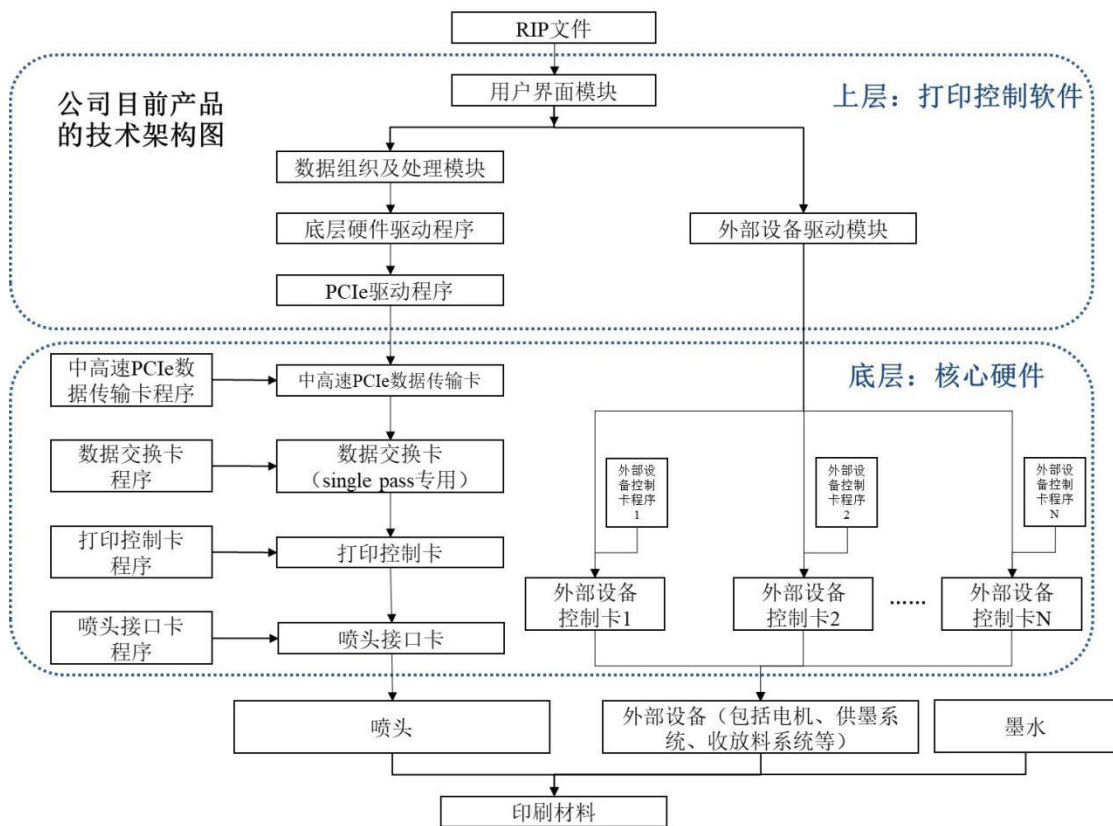 RIP文件
公司目前产品
的技术架构图
用户界面模块
上层：打印控制软件
数据组织及处理模块
底层硬件驱动程序
外部设备驱动模块
PCIe驱动程序
底层：核心硬件
中高速PCIe数
据传输卡程序
中高速PCIe数据传输卡
数据交换卡
程序
数据交换卡
（single pass专用）
外部设
备控制
卡程序
1
外部设
备控制
卡程序
2
外部设
备控制
卡程序
N
打印控制卡
程序
打印控制卡
外部设备
控制卡1
外部设备
控制卡2
……
外部设备
控制卡N
喷头接口卡
程序
喷头接口卡
喷头
外部设备（包括电机、供墨系
统、收放料系统等）
墨水
印刷材料